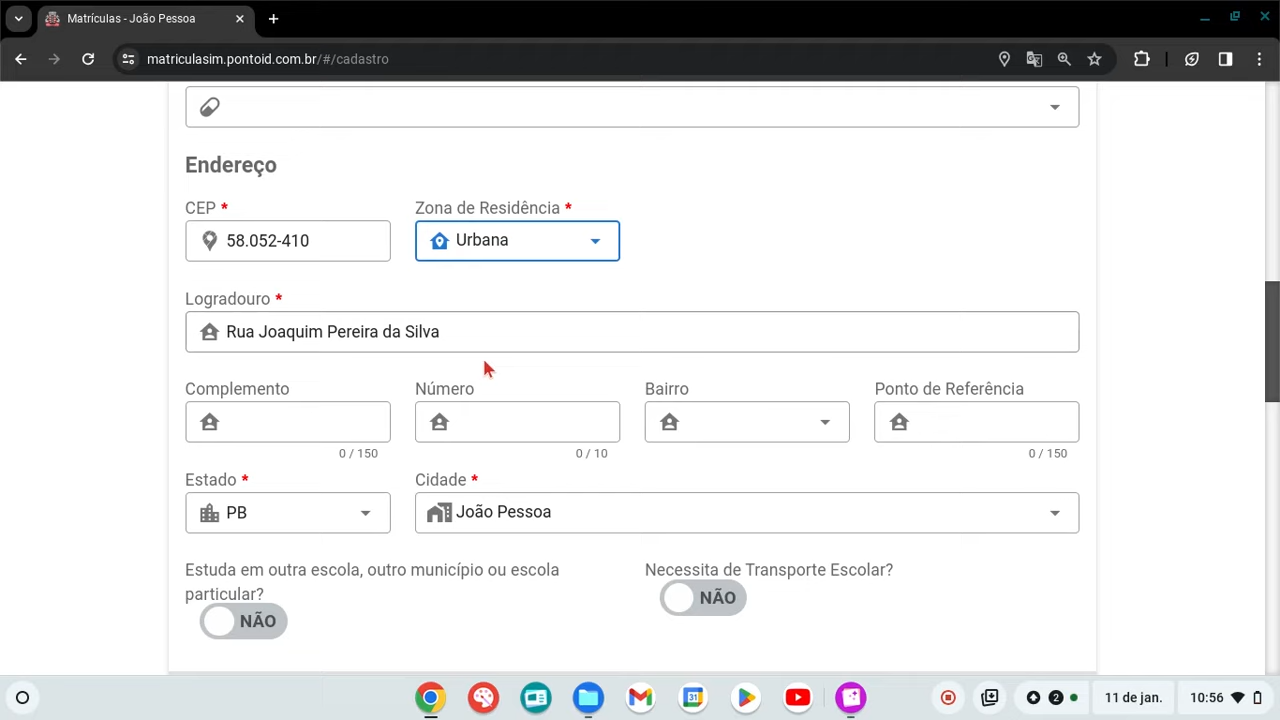 Matrículas - João Pessoa
matriculasim.pontoid.com.br/#/cadastro
Endereço
CEP *
Zona de Residência *
58.052-410
Urbana
Logradouro *
Rua Joaquim Pereira da Silva
Complemento
Número
Bairro
Ponto de Referência
0 / 150
0 / 10
0 / 150
Estado *
Cidade *
PB
João Pessoa
Estuda em outra escola, outro município ou escola
particular?
NÃO
Necessita de Transporte Escolar?
NÃO
31
2
11 de jan.
10:56